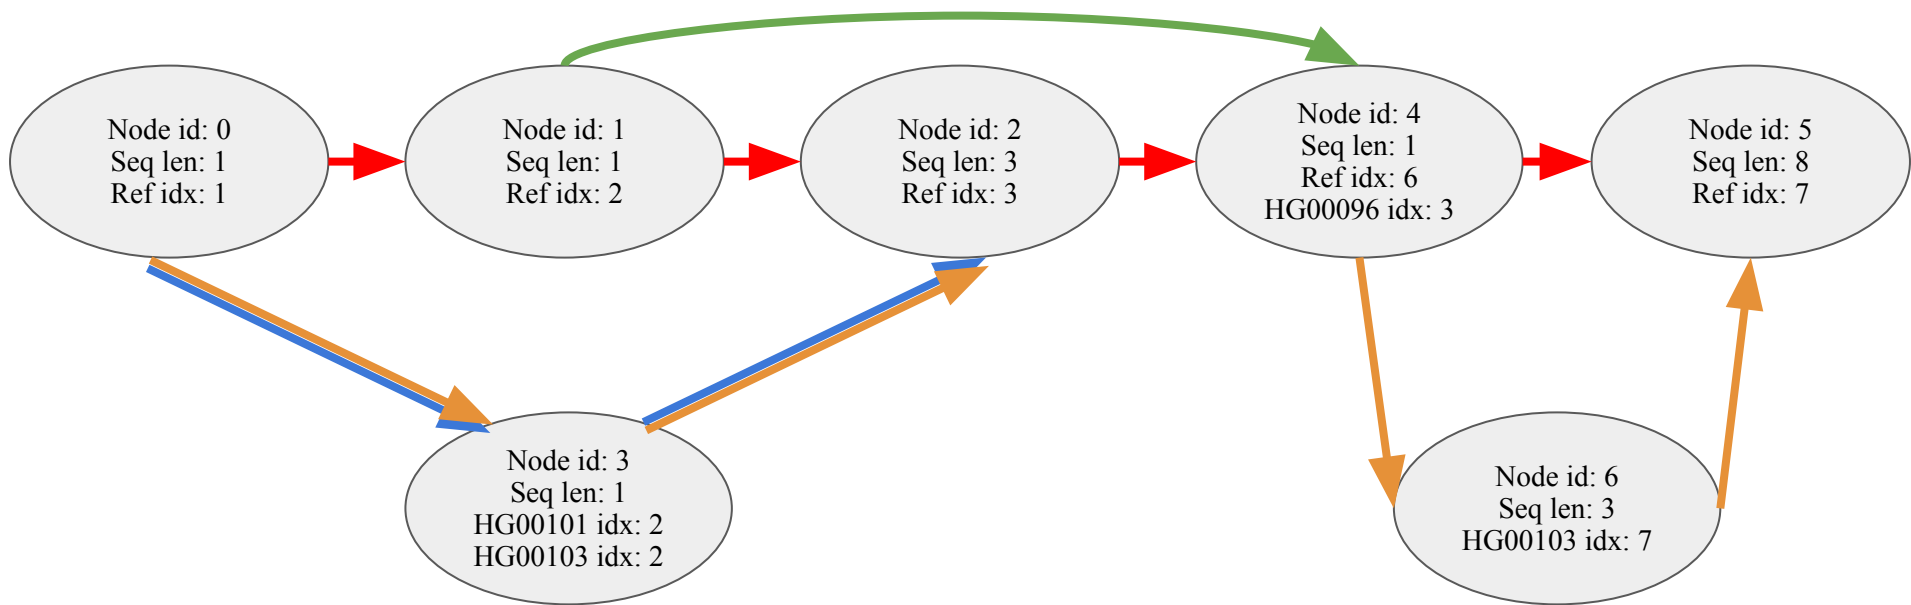 Node id: 0
Seq len: 1
Ref idx: 1
Node id: 1
Seq len: 1
Ref idx: 2
Node id: 2
Seq len: 3
Ref idx: 3
Node id: 4
Seq len: 1
Ref idx: 6
HG00096 idx: 3
Node id: 5
Seq len: 8
Ref idx: 7
Node id: 3
Seq len: 1
HG00101 idx: 2
HG00103 idx: 2
Node id: 6
Seq len: 3
HG00103 idx: 7